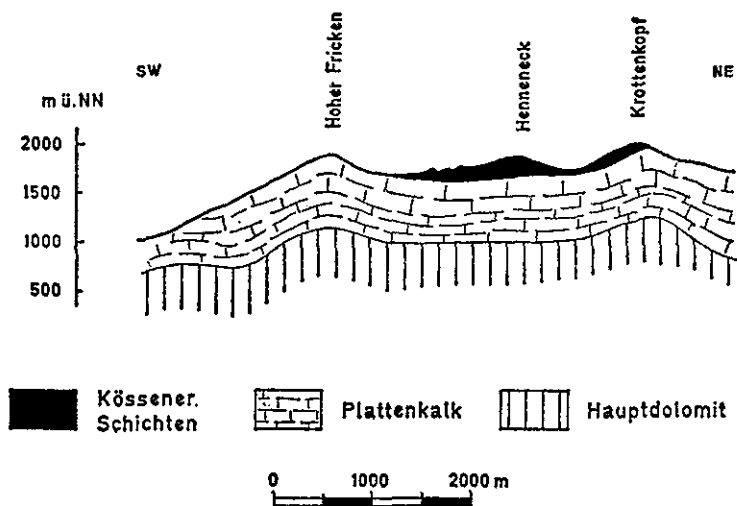 SW
Hoher Fricken
Henneneck
Krottenkopf
NE
m ü.NN
2000
1500
1000
500
Kössener.
Schichten
Plattenkalk
Hauptdolomit
0 1000 2000 m